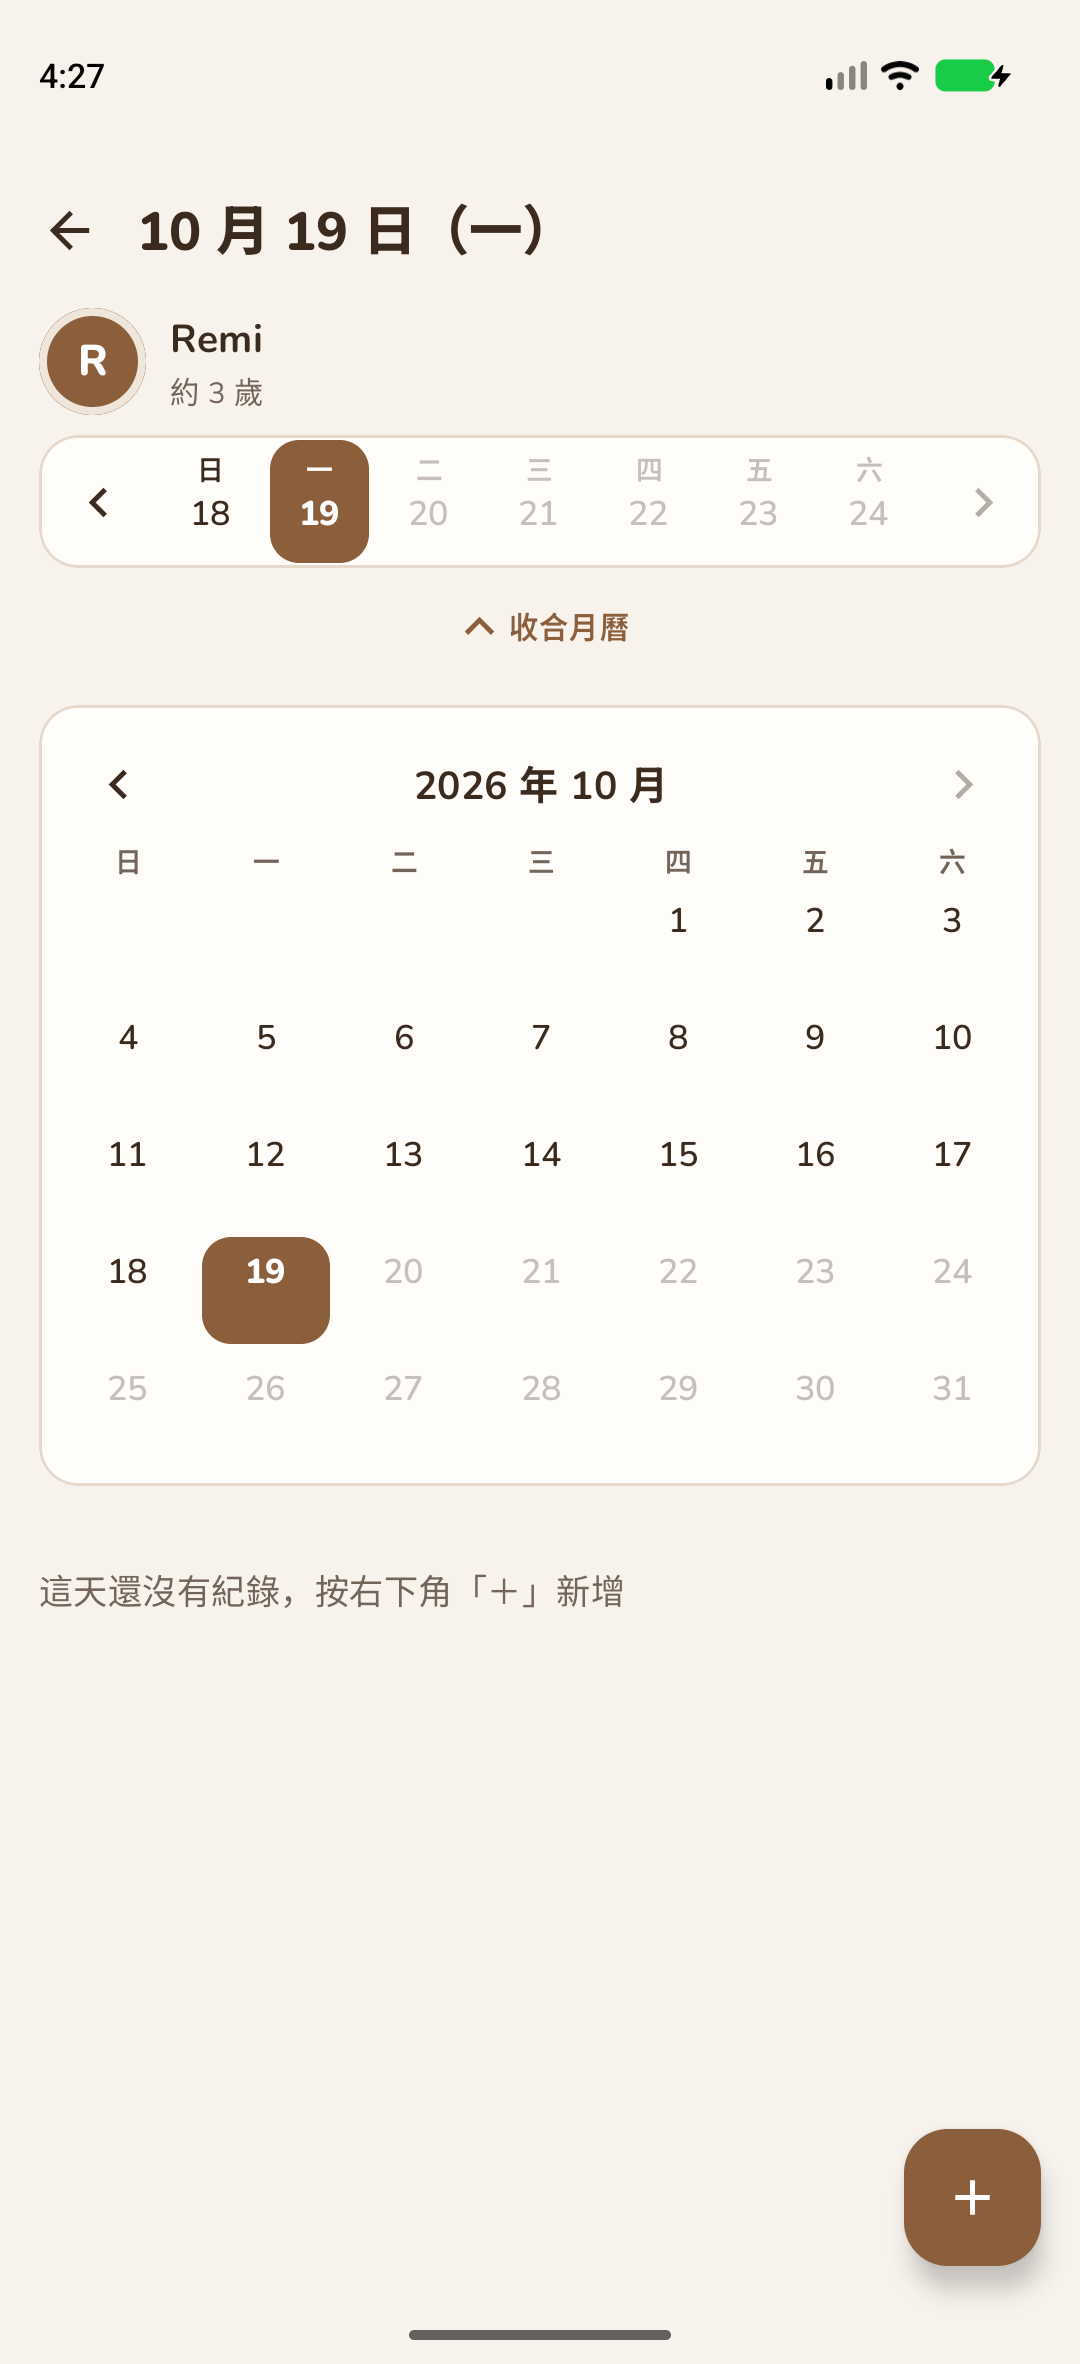 4:27
10 月 19 日（一）
R
Remi
約 3 歲
日 一 二 三 四 五 六
18 19 20 21 22 23 24
收合月曆
2026 年 10 月
日 一 二 三 四 五 六
1 2 3
4 5 6 7 8 9 10
11 12 13 14 15 16 17
18 19 20 21 22 23 24
25 26 27 28 29 30 31
這天還沒有紀錄，按右下角「＋」新增